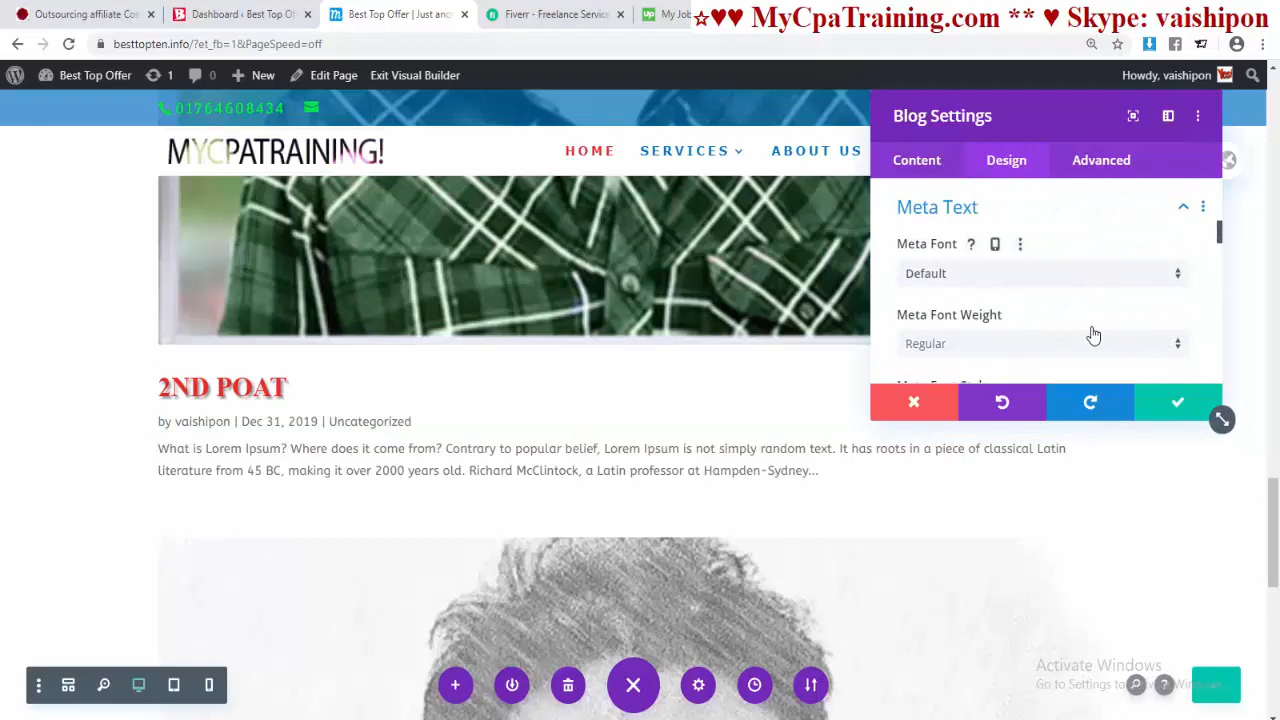 Outsourcing affiliate Cos
Dashboard ‹ Best Top O
Best Top Offer | Just ano
Fiverr - Freelance Service
My Jo
☆♥♥ MyCpaTraining.com ** ♥ Skype: vaishipon
besttopten.info/?et_fb=1&PageSpeed=off
Best Top Offer
1
0
New
Edit Page
Exit Visual Builder
Howdy, vaishipon
01764608434
MYCPATRAINING!
HOME
SERVICES
ABOUT US
Blog Settings
Content
Design
Advanced
Meta Text
Meta Font
Default
Meta Font Weight
Regular
2ND POAT
by vaishipon | Dec 31, 2019 | Uncategorized
What is Lorem Ipsum? Where does it come from? Contrary to popular belief, Lorem Ipsum is not simply random text. It has roots in a piece of classical Latin
literature from 45 BC, making it over 2000 years old. Richard McClintock, a Latin professor at Hampden-Sydney...
Activate Windows
Go to Settings to